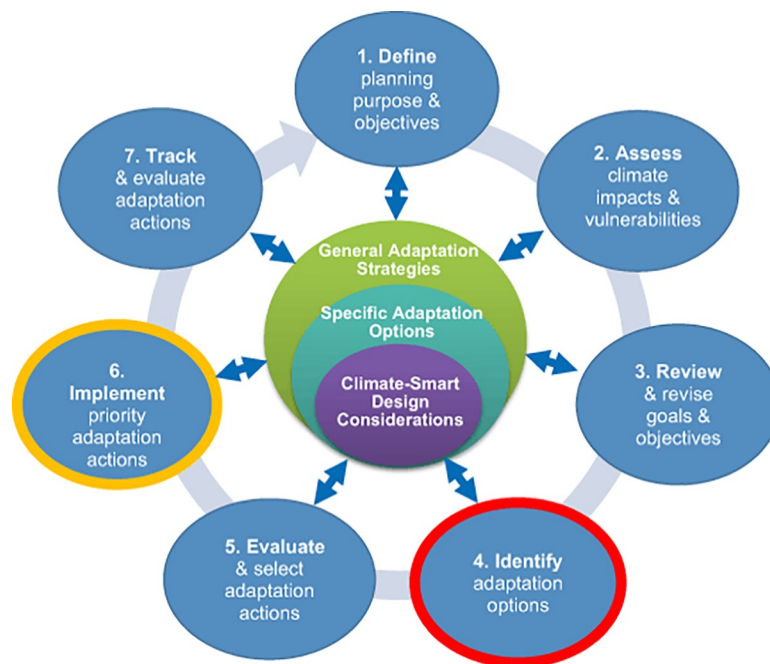 1. Define
planning
purpose &
objectives
2. Assess
climate
impacts &
vulnerabilities
3. Review
& revise
goals &
objectives
4. Identify
adaptation
options
5. Evaluate
& select
adaptation
actions
6.
Implement
priority
adaptation
actions
7. Track
& evaluate
adaptation
actions
General Adaptation
Strategies
Specific Adaptation
Options
Climate-Smart
Design
Considerations